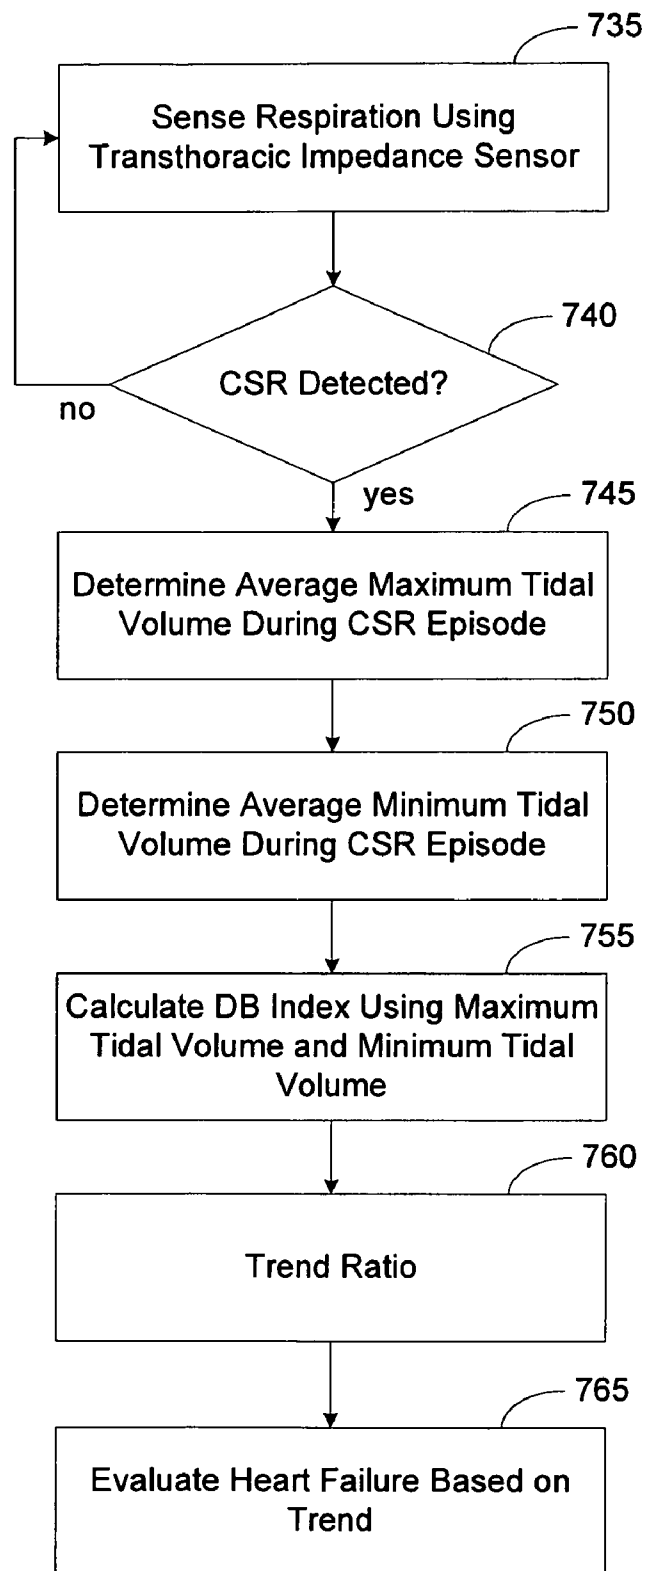 735
Sense Respiration Using
Transthoracic Impedance Sensor
740
CSR Detected?
no
yes
745
Determine Average Maximum Tidal
Volume During CSR Episode
750
Determine Average Minimum Tidal
Volume During CSR Episode
755
Calculate DB Index Using Maximum
Tidal Volume and Minimum Tidal
Volume
760
Trend Ratio
765
Evaluate Heart Failure Based on
Trend